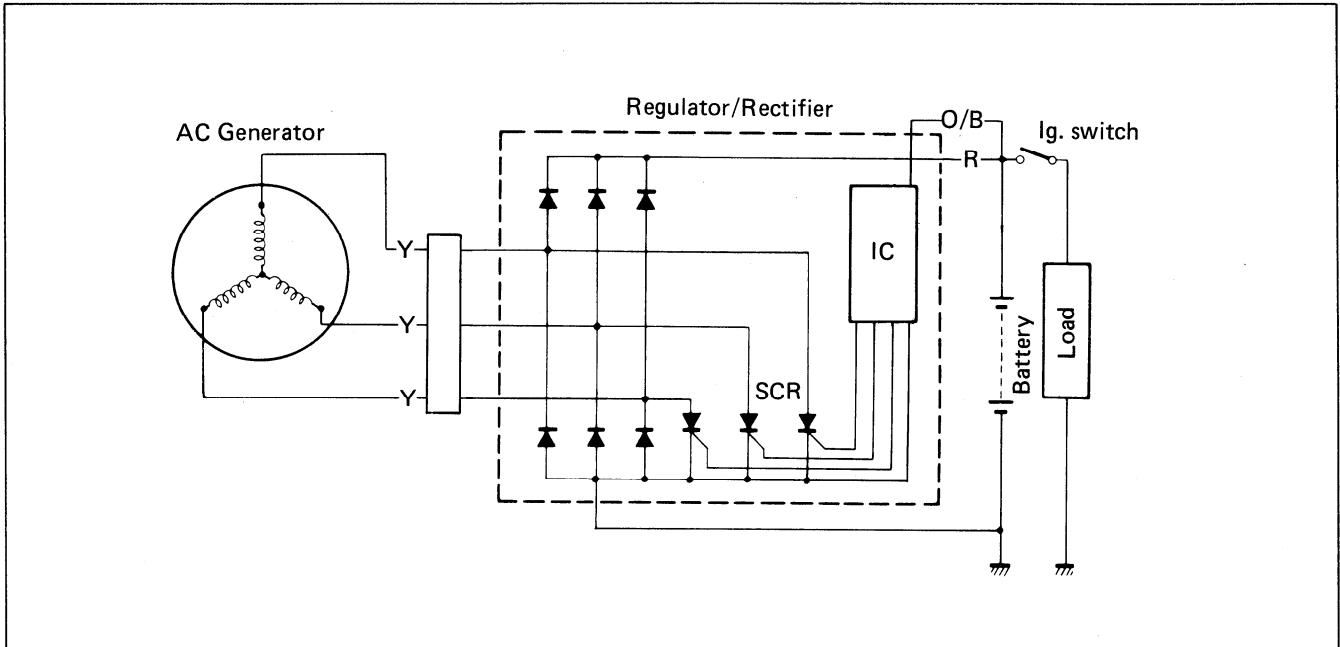 Regulator/Rectifier
AC Generator
O/B
Ig. switch
R
Y
IC
Y
Battery
Load
SCR
Y